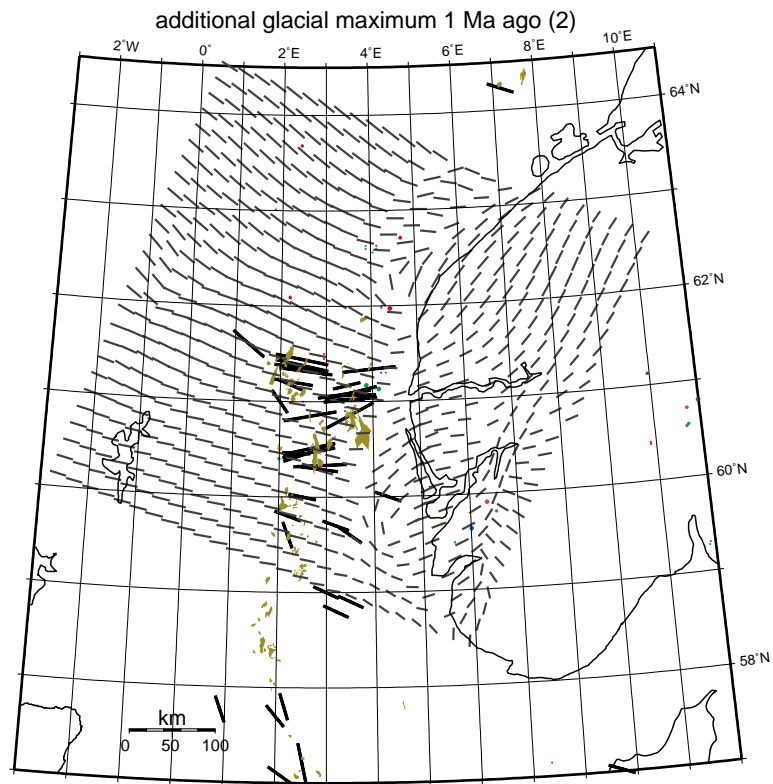 additional glacial maximum 1 Ma ago (2)
2˚W 0˚ 2˚E 4˚E 6˚E 8˚E 10˚E
64˚N
62˚N
60˚N
58˚N
km
0 50 100